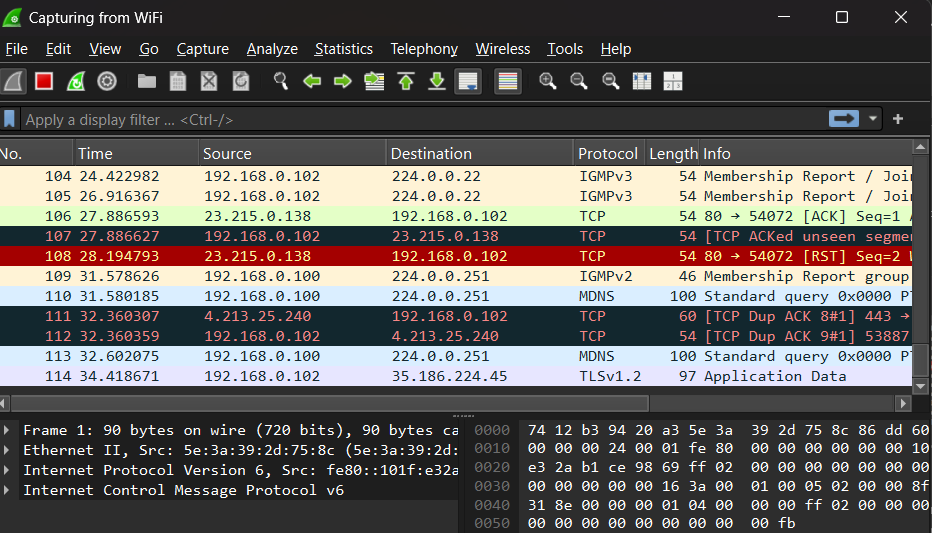 Capturing from WiFi
File Edit View Go Capture Analyze Statistics Telephony Wireless Tools Help
Apply a display filter … <Ctrl-/>
No. Time Source Destination Protocol Length Info
104 24.422982 192.168.0.102 224.0.0.22 IGMPv3 54 Membership Report / Joi
105 26.916367 192.168.0.102 224.0.0.22 IGMPv3 54 Membership Report / Joi
106 27.886593 23.215.0.138 192.168.0.102 TCP 54 80 → 54072 [ACK] Seq=1
107 27.886627 192.168.0.102 23.215.0.138 TCP 54 [TCP ACKed unseen segme
108 28.194793 23.215.0.138 192.168.0.102 TCP 54 80 → 54072 [RST] Seq=2
109 31.578626 192.168.0.100 224.0.0.251 IGMPv2 46 Membership Report group
110 31.580185 192.168.0.100 224.0.0.251 MDNS 100 Standard query 0x0000 P
111 32.360307 4.213.25.240 192.168.0.102 TCP 60 [TCP Dup ACK 8#1] 443 →
112 32.360359 192.168.0.102 4.213.25.240 TCP 54 [TCP Dup ACK 9#1] 53887
113 32.602075 192.168.0.100 224.0.0.251 MDNS 100 Standard query 0x0000 P
114 34.418671 192.168.0.102 35.186.224.45 TLSv1.2 97 Application Data
Frame 1: 90 bytes on wire (720 bits), 90 bytes ca
Ethernet II, Src: 5e:3a:39:2d:75:8c (5e:3a:39:2d:
Internet Protocol Version 6, Src: fe80::101f:e32a
Internet Control Message Protocol v6
0000 74 12 b3 94 20 a3 5e 3a 39 2d 75 8c 86 dd 60
0010 00 00 00 24 00 01 fe 80 00 00 00 00 00 00 10
0020 e3 2a b1 ce 98 69 ff 02 00 00 00 00 00 00 00
0030 00 00 00 00 00 16 3a 00 01 00 05 02 00 00 8f
0040 31 8e 00 00 00 01 04 00 00 00 ff 02 00 00 00
0050 00 00 00 00 00 00 00 00 00 fb